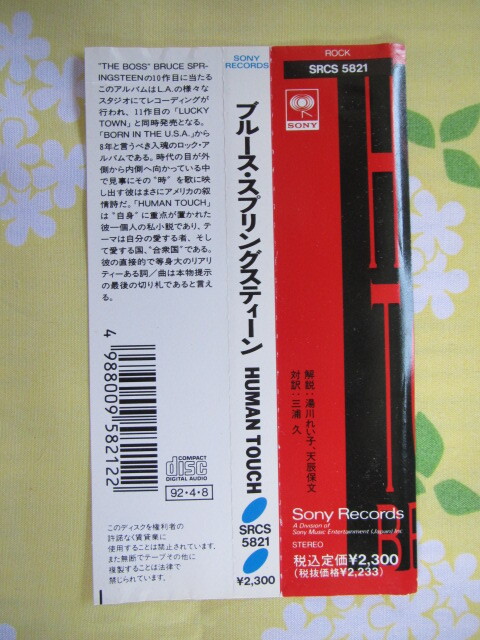 "THE BOSS" BRUCE SPR-
INGSTEENの10作目に当たる
このアルバムはL.A.の様々な
スタジオにてレコーディングが
行われ、11作目の「LUCKY
TOWN」と同時発売となる。
「BORN IN THE U.S.A.」から
8年と言うべき入魂のロック・ア
ルバムである。時代の目が外
側から内側へ向かっている中
で見事にその"時"を歌に映
し出す彼はまさにアメリカの叙
情詩だ。「HUMAN TOUCH」
は"自身"に重点が置かれた
彼一個人の私小説であり、テ
ーマは自分の愛する者、そし
て愛する国、"合衆国"である。
彼の直接的で等身大のリアリ
ティーある詞／曲は本物提示
の最後の切り札であると言え
る。
4 988009 582122
COMPACT
disc
DIGITAL AUDIO
92・4・8
このディスクを権利者の
許諾なく賃貸業に
使用することは禁止されています。
また無断でテープその他に
複製することは法律で
禁じられています。
SONY
RECORDS
ブルース・スプリングスティーン HUMAN TOUCH
SRCS
5821
¥2,300
ROCK
SRCS 5821
SONY
解説：湯川れい子、天辰保文
対訳：三浦 久
Sony Records
A Division of
Sony Music Entertainment (Japan) Inc.
STEREO
税込定価¥2,300
(税抜価格¥2,233)